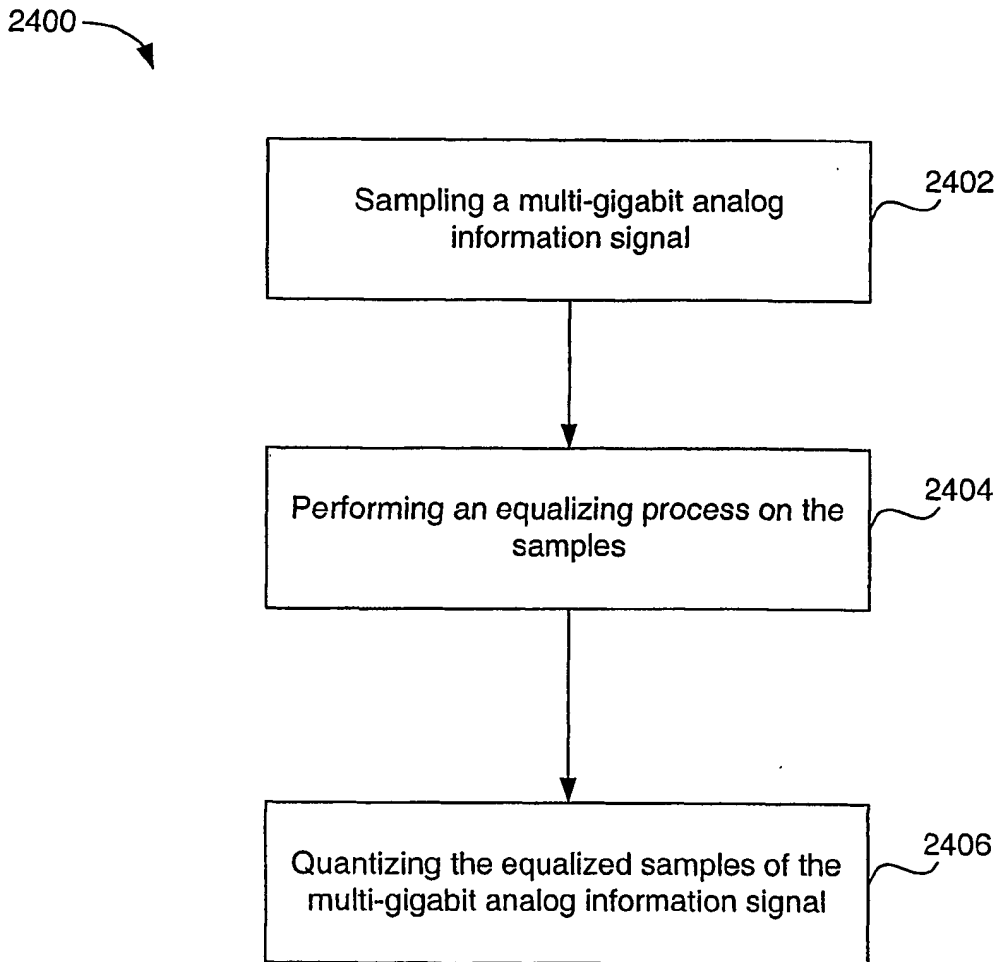 2400
Sampling a multi-gigabit analog
information signal
2402
Performing an equalizing process on the
samples
2404
Quantizing the equalized samples of the
multi-gigabit analog information signal
2406